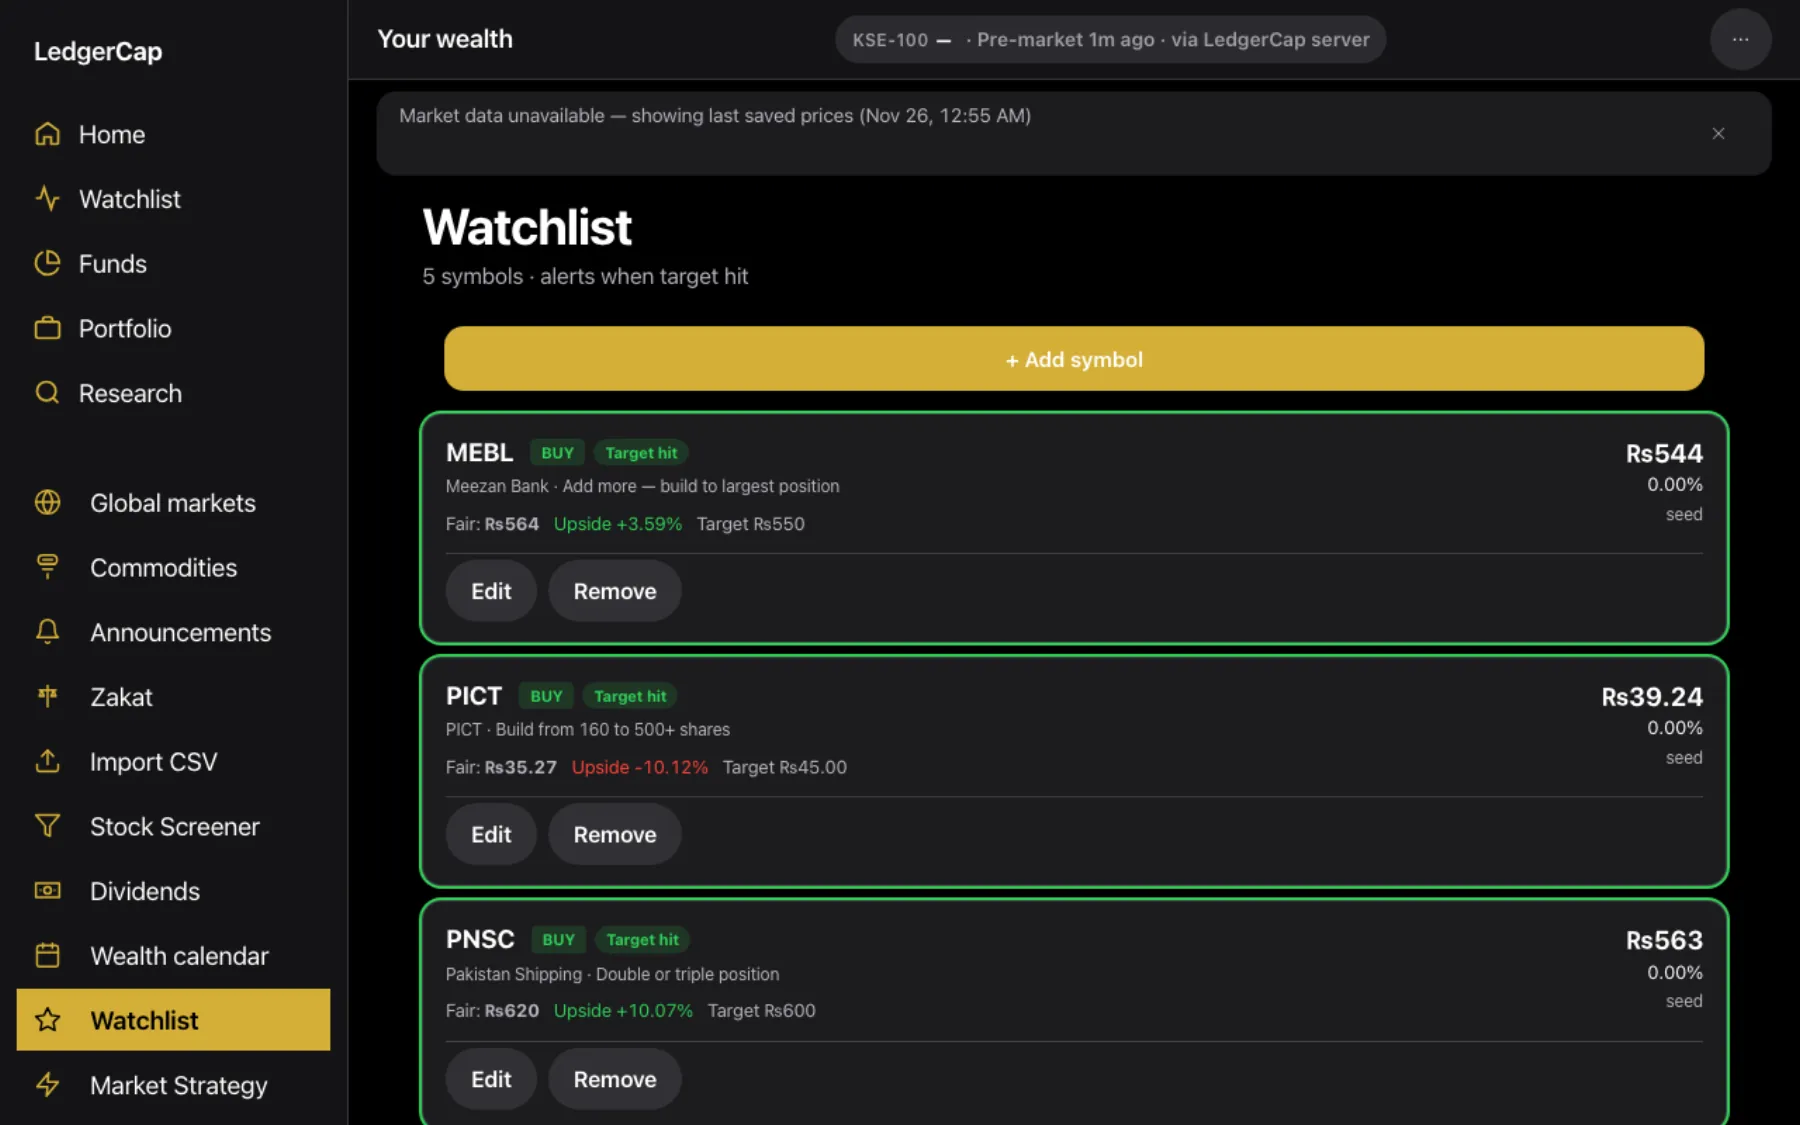 LedgerCap
Home
Watchlist
Funds
Portfolio
Research
Global markets
Commodities
Announcements
Zakat
Import CSV
Stock Screener
Dividends
Wealth calendar
Watchlist
Market Strategy
Your wealth
KSE-100 — · Pre-market 1m ago · via LedgerCap server
...
Market data unavailable — showing last saved prices (Nov 26, 12:55 AM)
×
Watchlist
5 symbols · alerts when target hit
+ Add symbol
MEBL BUY Target hit Rs544
Meezan Bank · Add more — build to largest position 0.00%
Fair: Rs564 Upside +3.59% Target Rs550 seed
Edit Remove
PICT BUY Target hit Rs39.24
PICT · Build from 160 to 500+ shares 0.00%
Fair: Rs35.27 Upside -10.12% Target Rs45.00 seed
Edit Remove
PNSC BUY Target hit Rs563
Pakistan Shipping · Double or triple position 0.00%
Fair: Rs620 Upside +10.07% Target Rs600 seed
Edit Remove